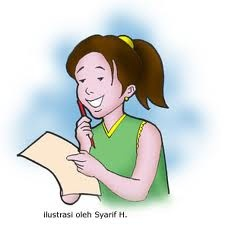 ilustrasi oleh Syarif H.